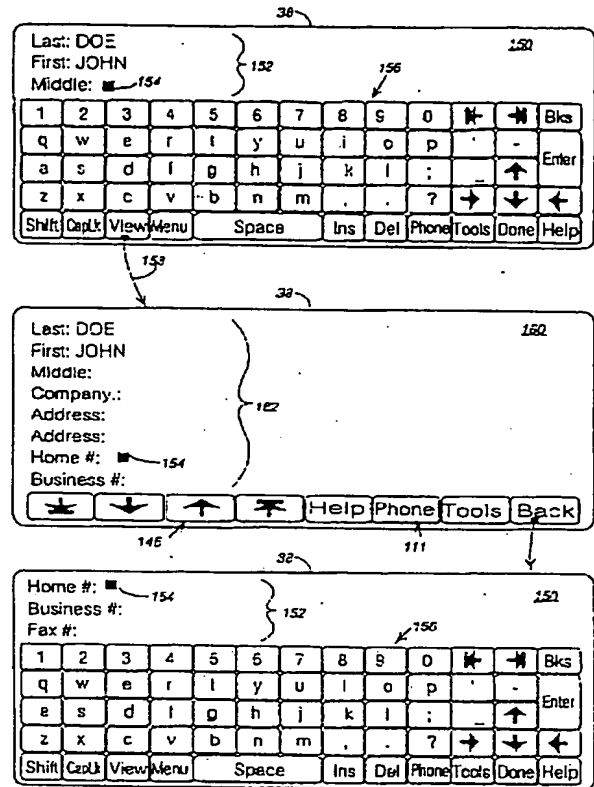 38
Last: DOE
First: JOHN
Middle: 154
152
156
150
1 2 3 4 5 6 7 8 9 0 Bks
q w e r t y u i o p ' - Enter
a s d f g h j k l ; _
z x c v b n m , . ?
Shift CapLk View Menu Space Ins Del Phone Tools Done Help
153
38
Last: DOE
First: JOHN
Middle:
Company.:
Address:
Address:
Home #: 154
Business #:
162
160
Help Phone Tools Back
146 111
38
Home #: 154
Business #:
Fax #:
152
156
150
1 2 3 4 5 6 7 8 9 0 Bks
q w e r t y u i o p ' - Enter
a s d f g h j k l ; _
z x c v b n m , . ?
Shift CapLk View Menu Space Ins Del Phone Tools Done Help